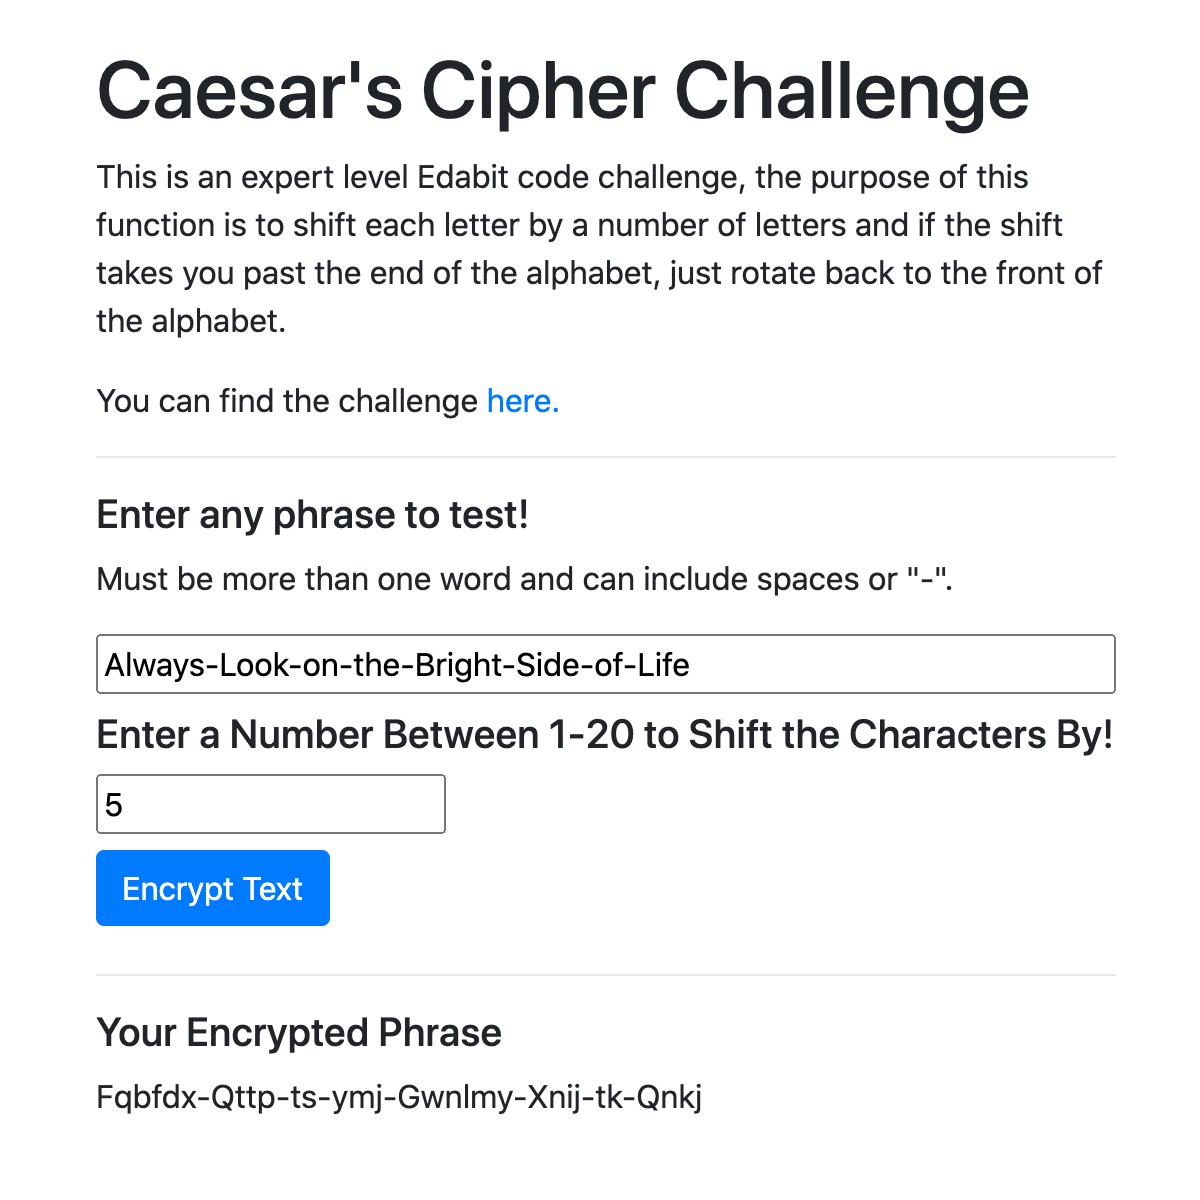 Caesar's Cipher Challenge
This is an expert level Edabit code challenge, the purpose of this
function is to shift each letter by a number of letters and if the shift
takes you past the end of the alphabet, just rotate back to the front of
the alphabet.
You can find the challenge here.
Enter any phrase to test!
Must be more than one word and can include spaces or "-".
Always-Look-on-the-Bright-Side-of-Life
Enter a Number Between 1-20 to Shift the Characters By!
5
Encrypt Text
Your Encrypted Phrase
Fqbfdx-Qttp-ts-ymj-Gwnlmy-Xnij-tk-Qnkj